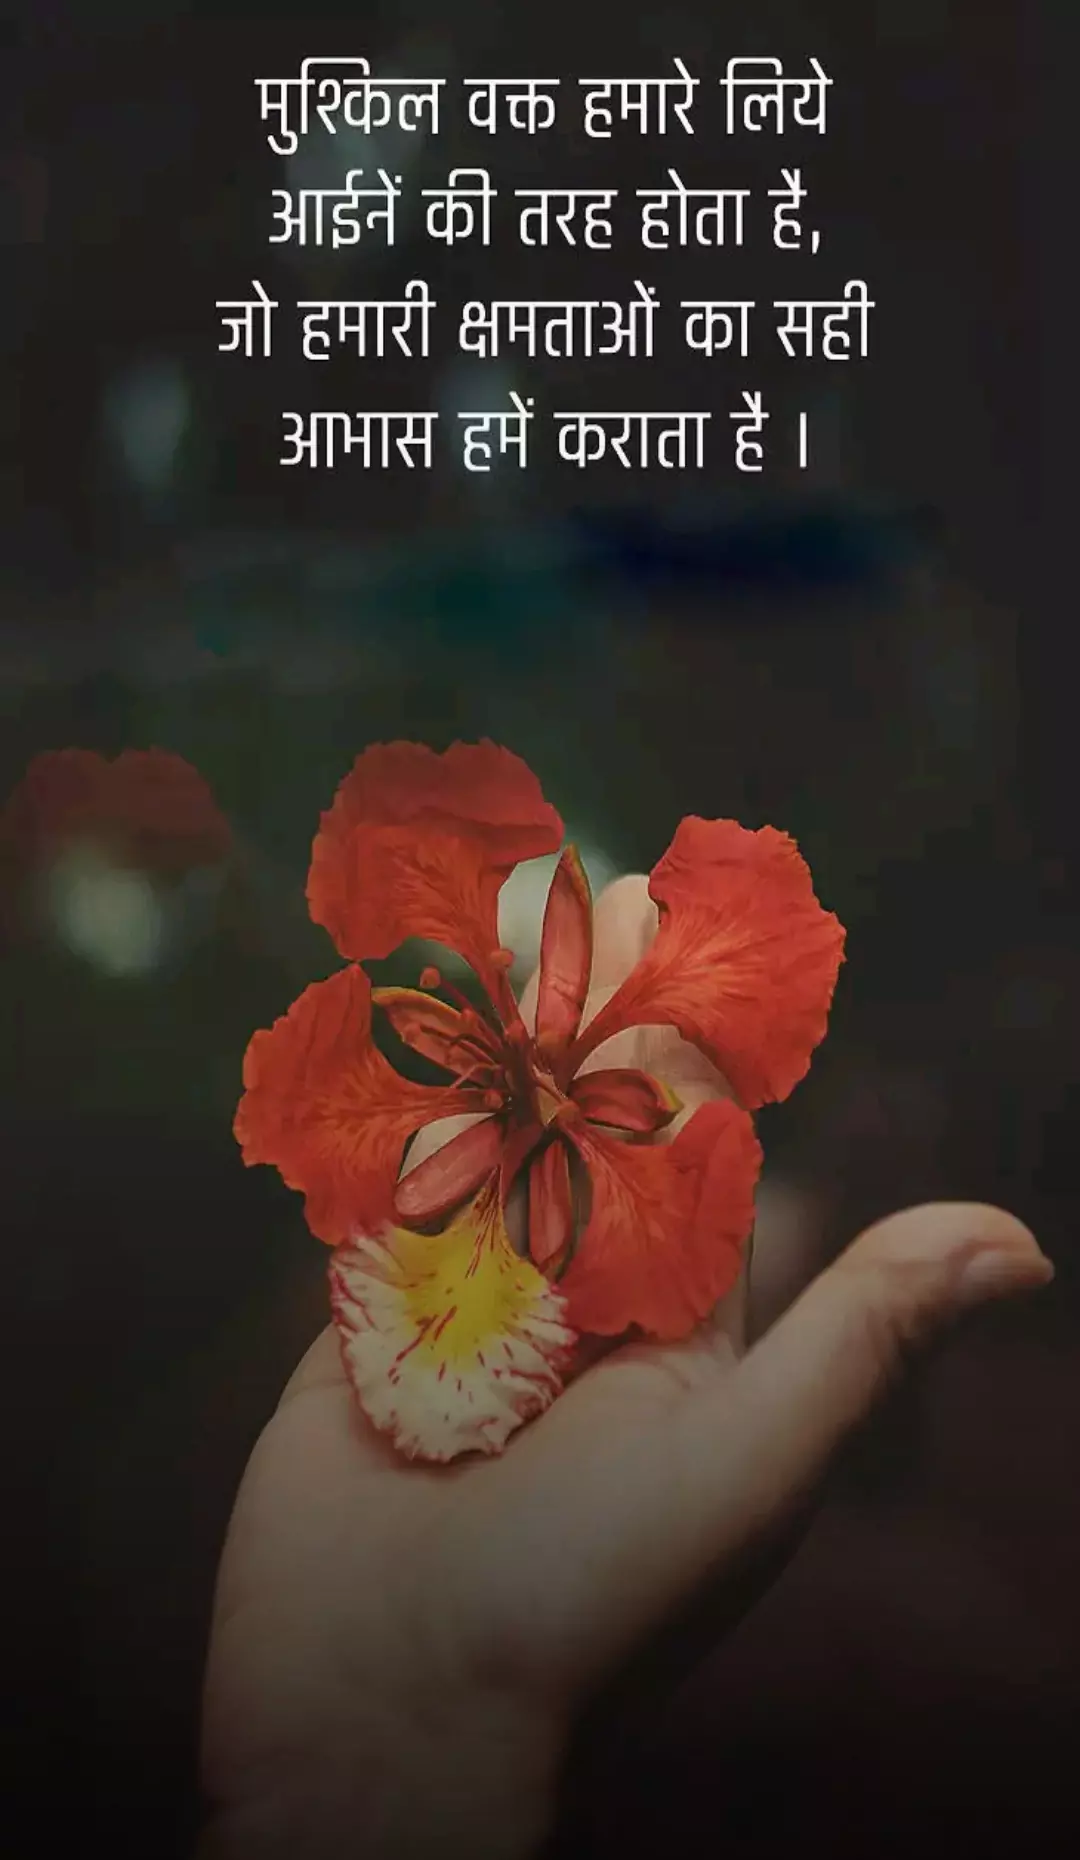 मुश्किल वक्त हमारे लिये
आईनें की तरह होता है,
जो हमारी क्षमताओं का सही
आभास हमें कराता है ।